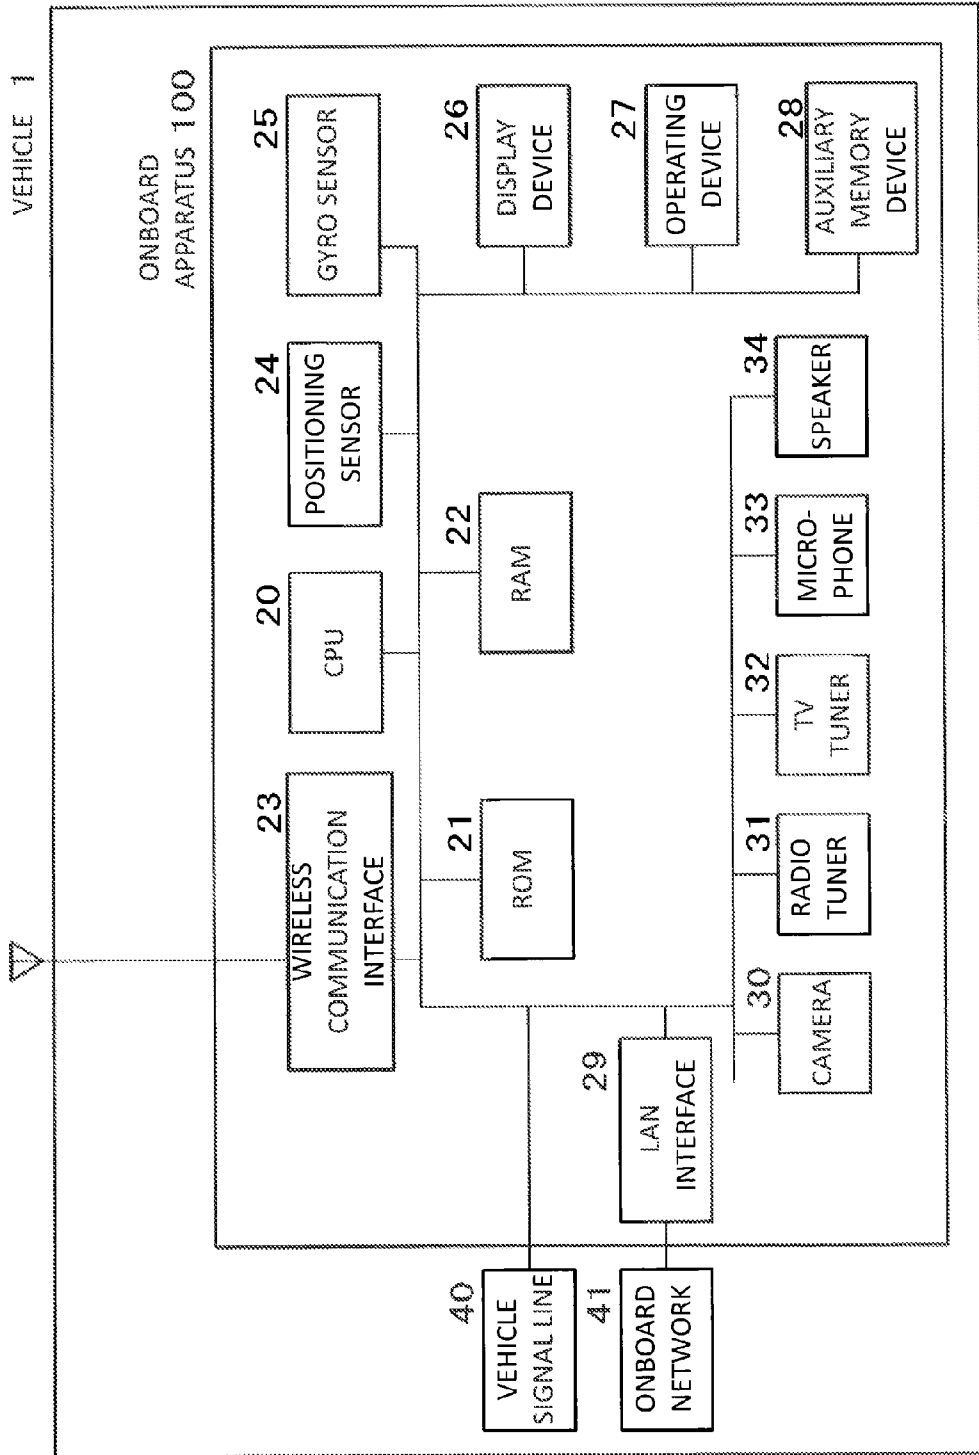 VEHICLE 1
ONBOARD
APPARATUS 100
23
WIRELESS
COMMUNICATION
INTERFACE
20
CPU
24
POSITIONING
SENSOR
25
GYRO SENSOR
21
ROM
22
RAM
26
DISPLAY
DEVICE
27
OPERATING
DEVICE
28
AUXILIARY
MEMORY
DEVICE
40
VEHICLE
SIGNAL LINE
41
ONBOARD
NETWORK
29
LAN
INTERFACE
30
CAMERA
31
RADIO
TUNER
32
TV
TUNER
33
MICRO-
PHONE
34
SPEAKER